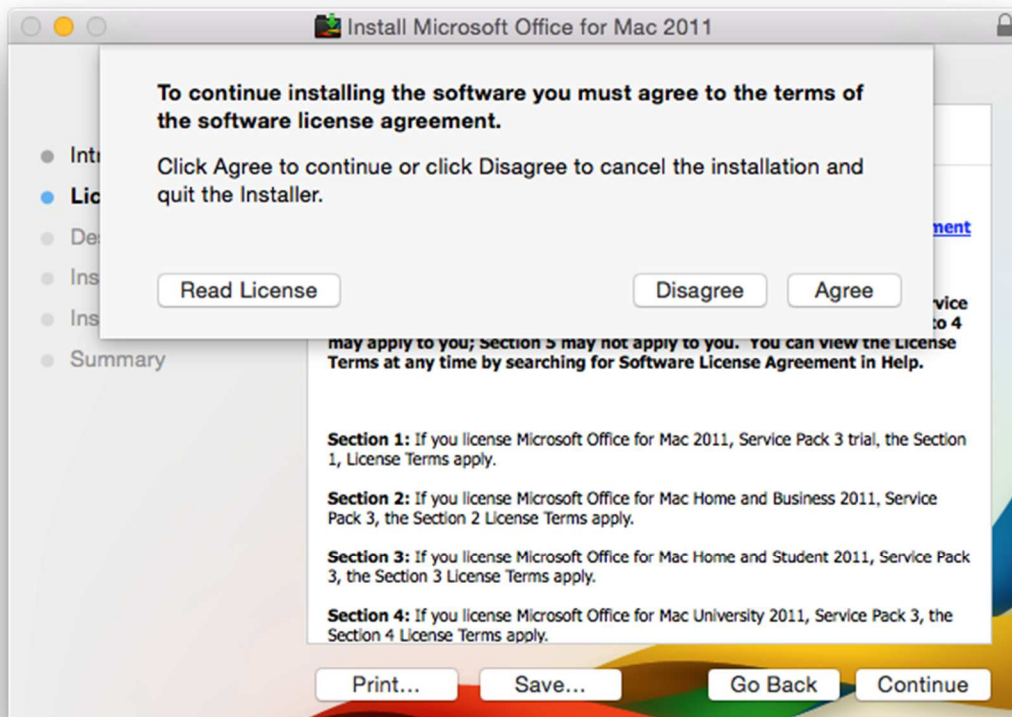 Install Microsoft Office for Mac 2011
To continue installing the software you must agree to the terms of
the software license agreement.
Click Agree to continue or click Disagree to cancel the installation and
quit the Installer.
Read License
Disagree
Agree
Summary
may apply to you; Section 5 may not apply to you. You can view the License
Terms at any time by searching for Software License Agreement in Help.
Section 1: If you license Microsoft Office for Mac 2011, Service Pack 3 trial, the Section
1, License Terms apply.
Section 2: If you license Microsoft Office for Mac Home and Business 2011, Service
Pack 3, the Section 2 License Terms apply.
Section 3: If you license Microsoft Office for Mac Home and Student 2011, Service Pack
3, the Section 3 License Terms apply.
Section 4: If you license Microsoft Office for Mac University 2011, Service Pack 3, the
Section 4 License Terms apply.
Print...
Save...
Go Back
Continue